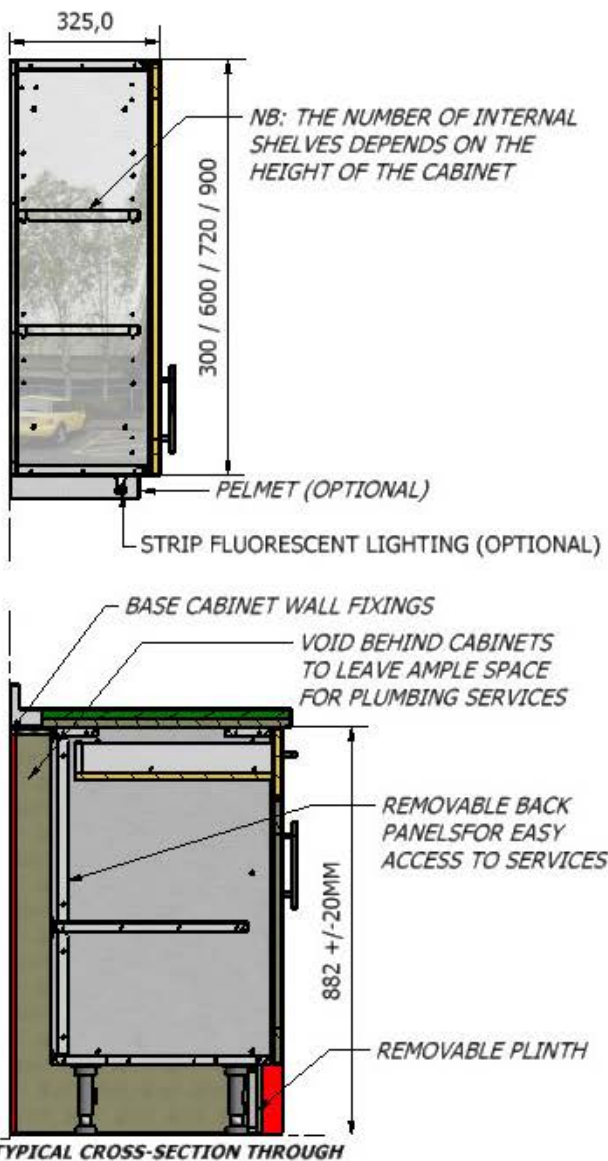 325,0
NB: THE NUMBER OF INTERNAL
SHELVES DEPENDS ON THE
HEIGHT OF THE CABINET
300 / 600 / 720 / 900
PELMET (OPTIONAL)
STRIP FLUORESCENT LIGHTING (OPTIONAL)
BASE CABINET WALL FIXINGS
VOID BEHIND CABINETS
TO LEAVE AMPLE SPACE
FOR PLUMBING SERVICES
REMOVABLE BACK
PANELSFOR EASY
ACCESS TO SERVICES
882 +/-20MM
REMOVABLE PLINTH
TYPICAL CROSS-SECTION THROUGH